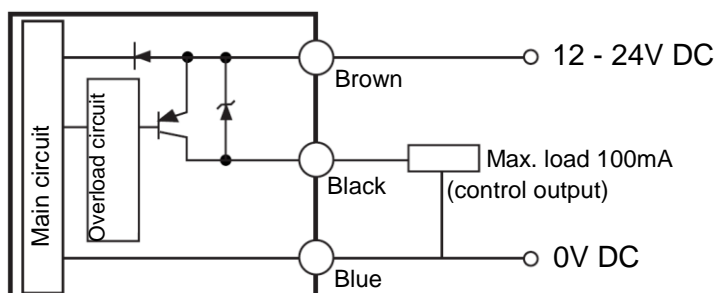 Main circuit
Overload circuit
Brown
12 - 24V DC
Black
Max. load 100mA
(control output)
Blue
0V DC